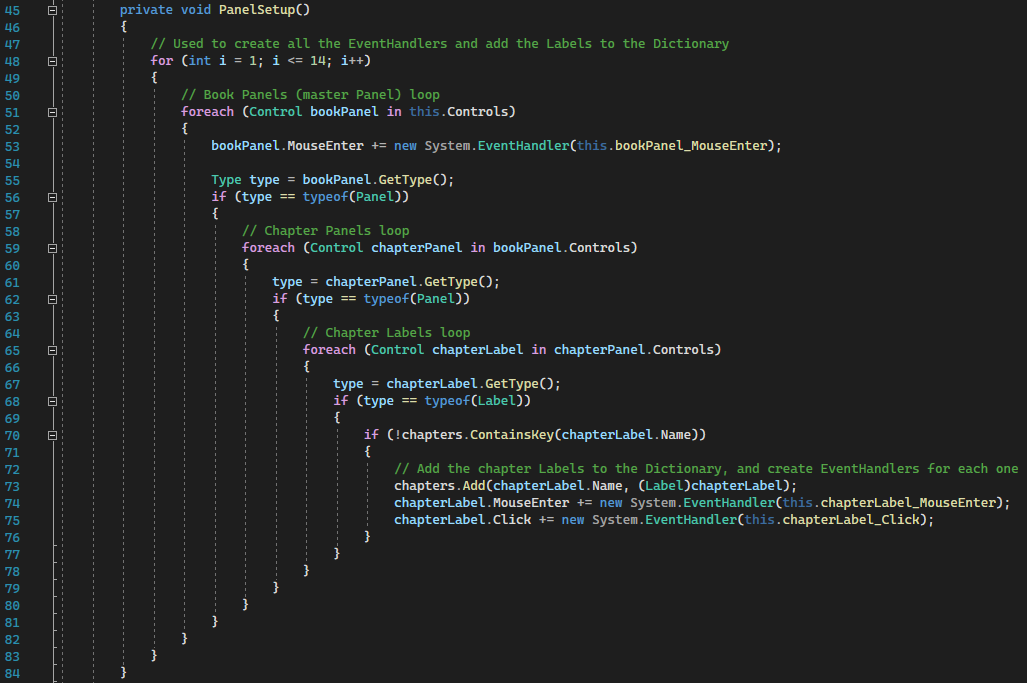 45 private void PanelSetup()
46 {
47 // Used to create all the EventHandlers and add the Labels to the Dictionary
48 for (int i = 1; i <= 14; i++)
49 {
50 // Book Panels (master Panel) loop
51 foreach (Control bookPanel in this.Controls)
52 {
53 bookPanel.MouseEnter += new System.EventHandler(this.bookPanel_MouseEnter);
54
55 Type type = bookPanel.GetType();
56 if (type == typeof(Panel))
57 {
58 // Chapter Panels loop
59 foreach (Control chapterPanel in bookPanel.Controls)
60 {
61 type = chapterPanel.GetType();
62 if (type == typeof(Panel))
63 {
64 // Chapter Labels loop
65 foreach (Control chapterLabel in chapterPanel.Controls)
66 {
67 type = chapterLabel.GetType();
68 if (type == typeof(Label))
69 {
70 if (!chapters.ContainsKey(chapterLabel.Name))
71 {
72 // Add the chapter Labels to the Dictionary, and create EventHandlers for each one
73 chapters.Add(chapterLabel.Name, (Label)chapterLabel);
74 chapterLabel.MouseEnter += new System.EventHandler(this.chapterLabel_MouseEnter);
75 chapterLabel.Click += new System.EventHandler(this.chapterLabel_Click);
76 }
77 }
78 }
79 }
80 }
81 }
82 }
83 }
84 }